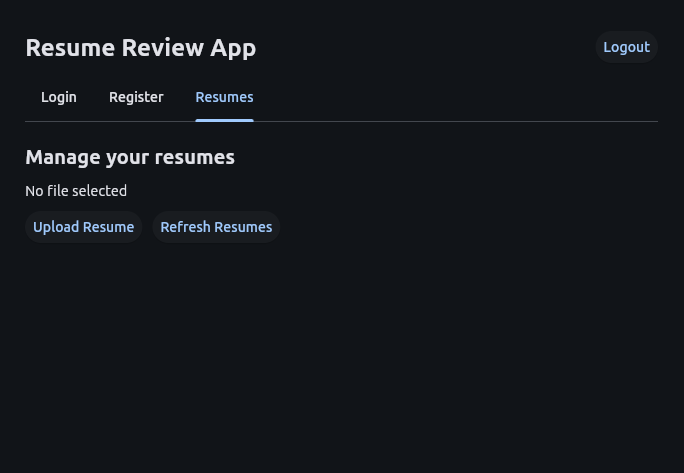 Resume Review App
Logout
Login Register Resumes
Manage your resumes
No file selected
Upload Resume Refresh Resumes